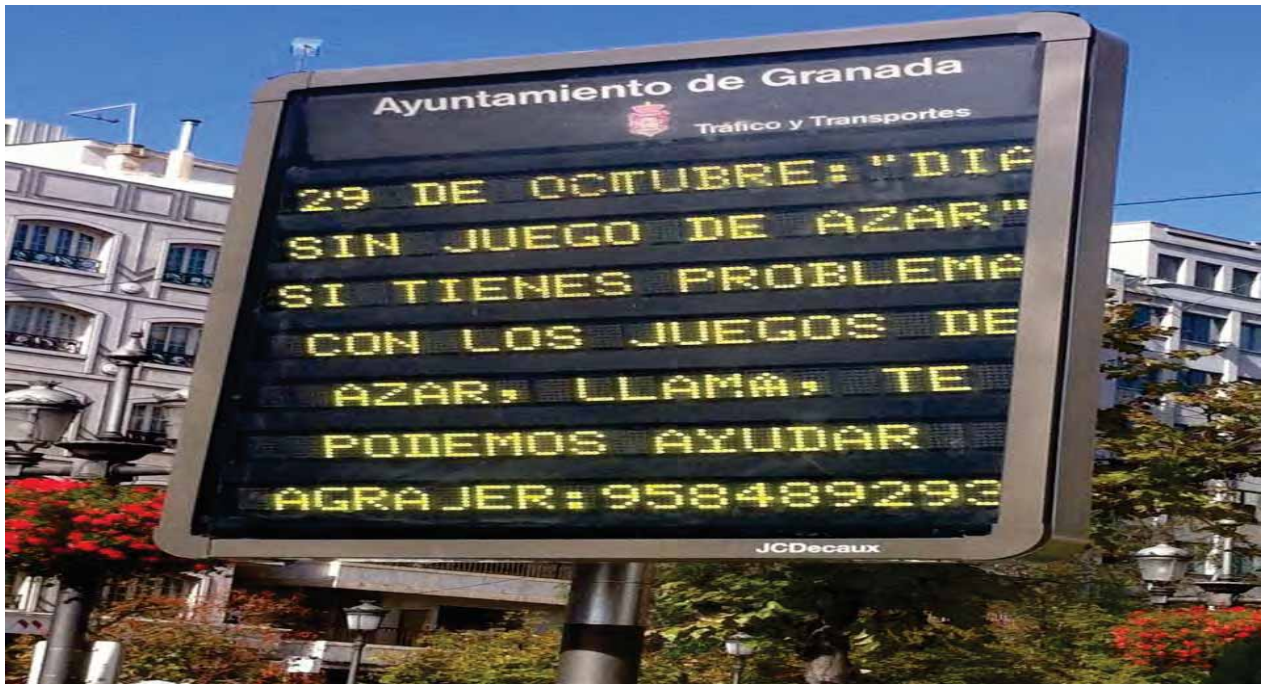 Ayuntamiento de Granada
Tráfico y Transportes
29 DE OCTUBRE: "DIA
SIN JUEGO DE AZAR"
SI TIENES PROBLEMA
CON LOS JUEGOS DE
AZAR, LLAMA, TE
PODEMOS AYUDAR
AGRAJER:958489293
JCDecaux